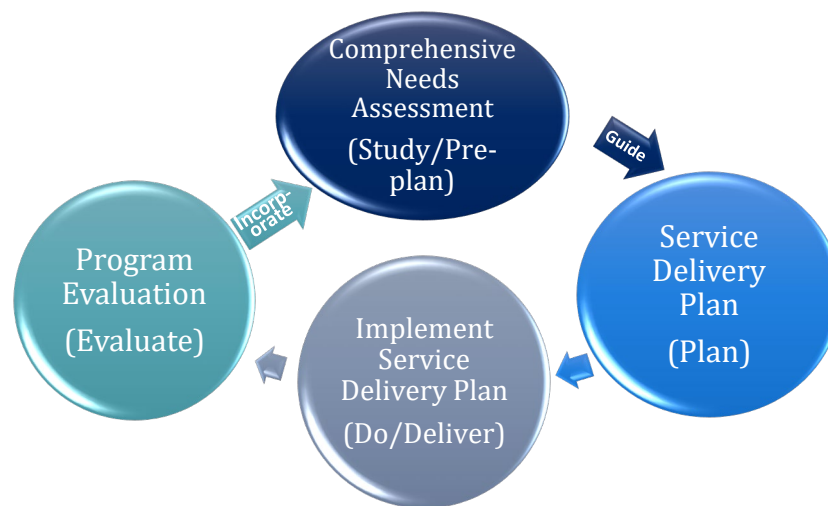 Comprehensive
Needs
Assessment
(Study/Pre-
plan)
Guide
Service
Delivery
Plan
(Plan)
Implement
Service
Delivery Plan
(Do/Deliver)
Program
Evaluation
(Evaluate)
Incorp-
orate